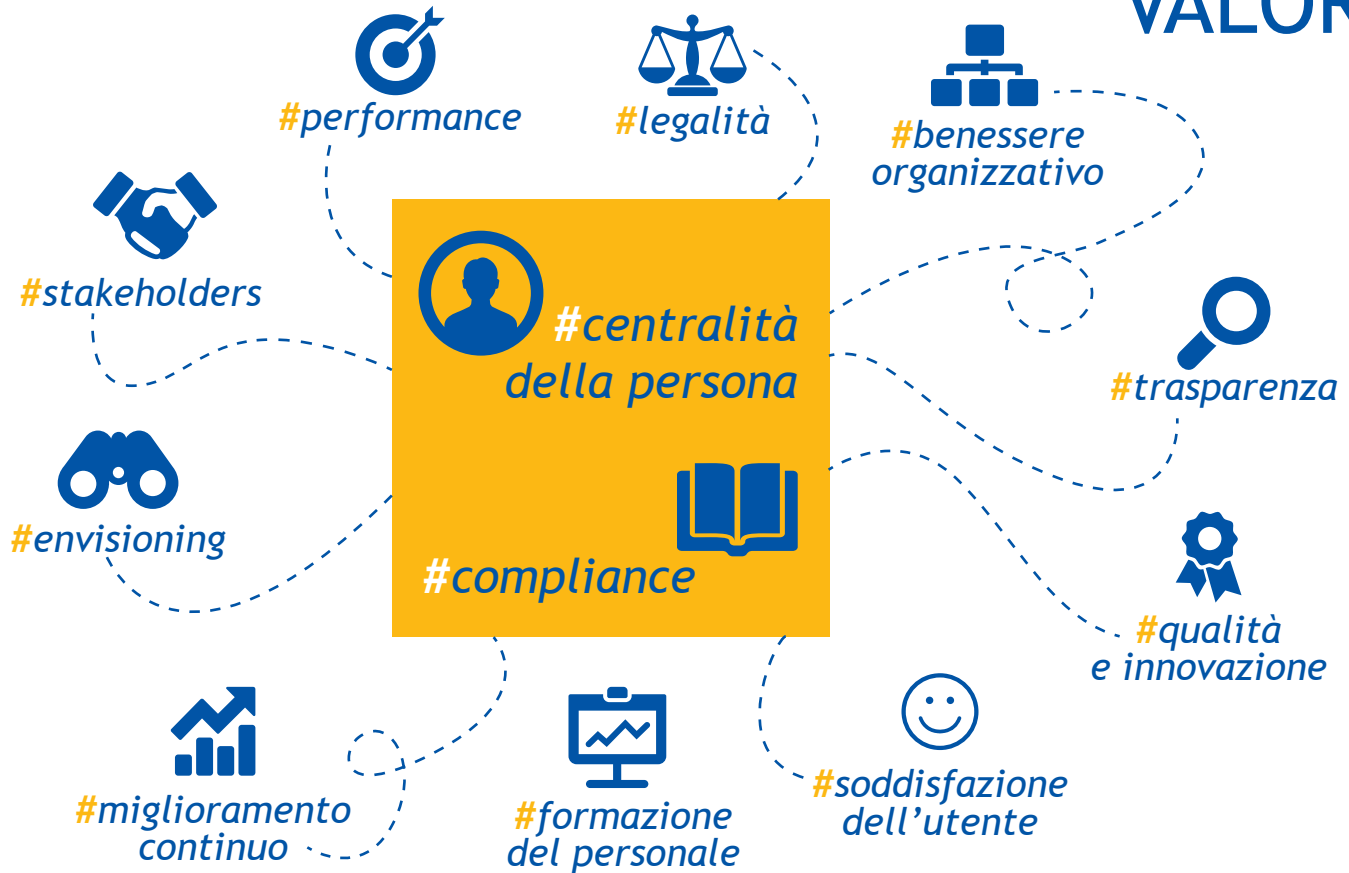 VALOR
#performance
#legalità
#benessere
organizzativo
#stakeholders
#centralità
della persona
#trasparenza
#envisioning
#compliance
#qualità
e innovazione
#miglioramento
continuo
#formazione
del personale
#soddisfazione
dell’utente